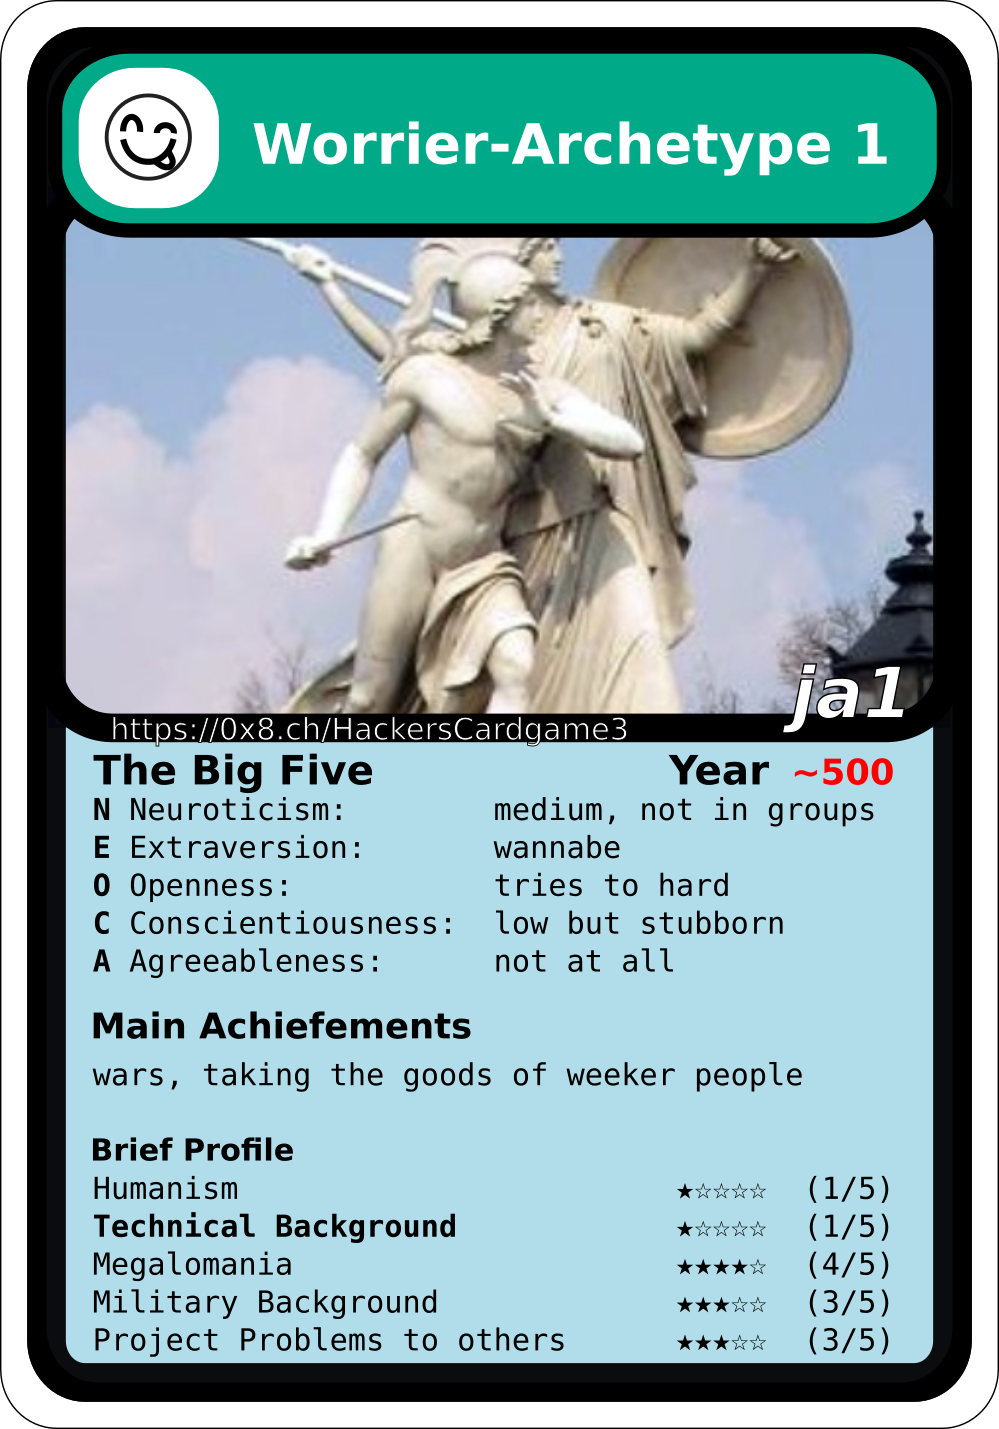 Worrier-Archetype 1
ja1
https://0x8.ch/HackersCardgame3
The Big Five Year ~500
N Neuroticism: medium, not in groups
E Extraversion: wannabe
O Openness: tries to hard
C Conscientiousness: low but stubborn
A Agreeableness: not at all
Main Achiefements
wars, taking the goods of weeker people
Brief Profile
Humanism ★☆☆☆☆ (1/5)
Technical Background ★☆☆☆☆ (1/5)
Megalomania ★★★★☆ (4/5)
Military Background ★★★☆☆ (3/5)
Project Problems to others ★★★☆☆ (3/5)